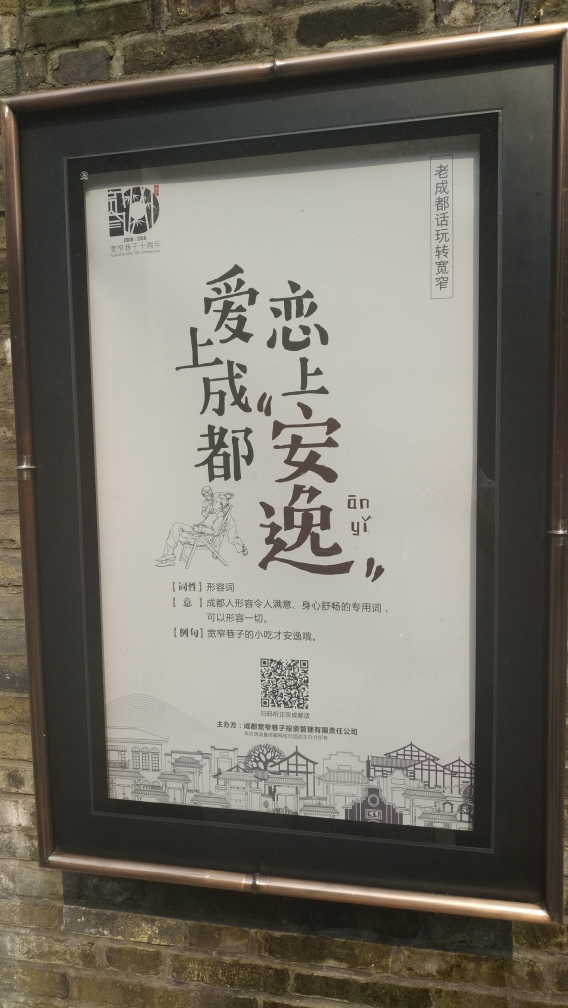 2008/2018
宽窄巷子十周年
老成都话玩转宽窄
恋上“安逸”
ān
yǐ
爱上成都
【词性】形容词
【 意 】成都人形容令人满意、身心舒畅的专用词，
可以形容一切。
【例句】宽窄巷子的小吃才安逸哦。
扫码听正宗成都话
主办方：成都宽窄巷子投资管理有限责任公司